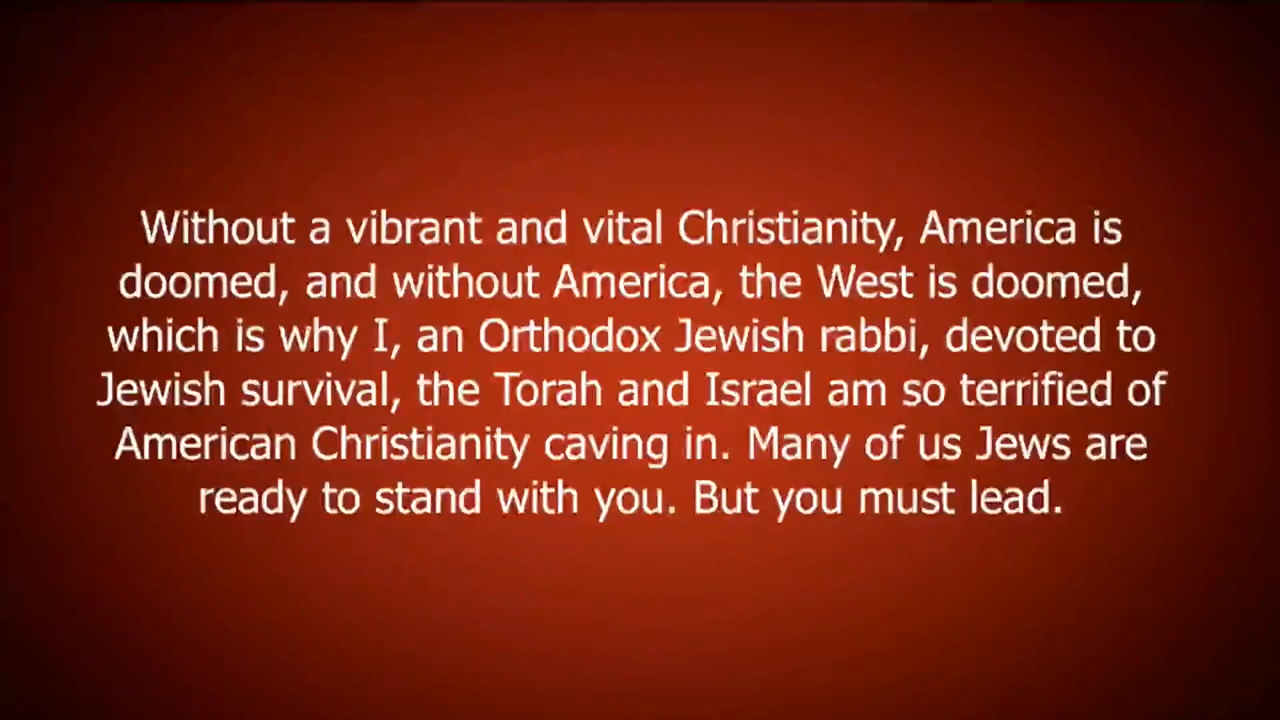 Without a vibrant and vital Christianity, America is
doomed, and without America, the West is doomed,
which is why I, an Orthodox Jewish rabbi, devoted to
Jewish survival, the Torah and Israel am so terrified of
American Christianity caving in. Many of us Jews are
ready to stand with you. But you must lead.